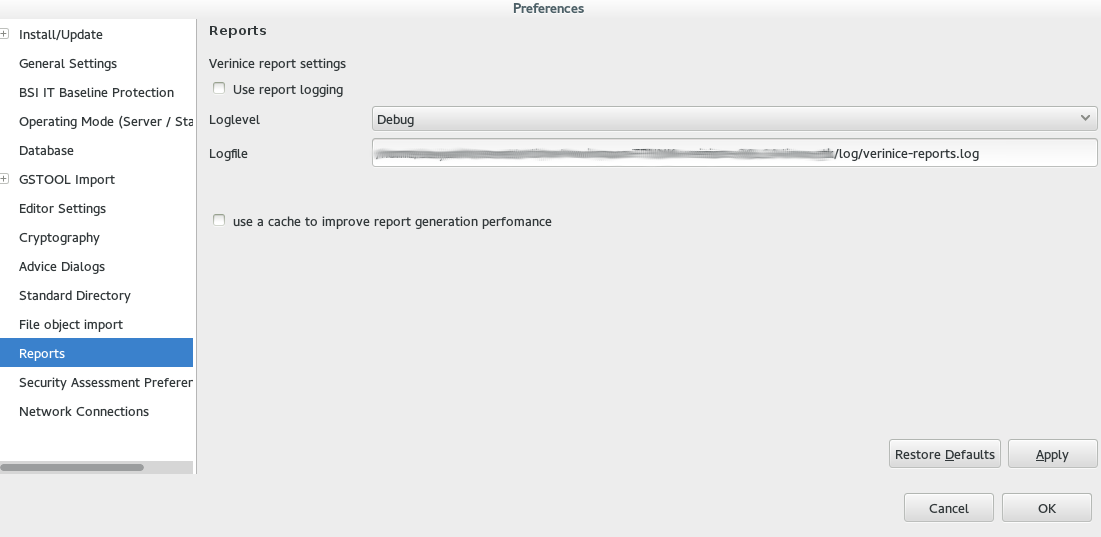 Preferences
Install/Update
General Settings
BSI IT Baseline Protection
Operating Mode (Server / Sta
Database
GSTOOL Import
Editor Settings
Cryptography
Advice Dialogs
Standard Directory
File object import
Reports
Security Assessment Preferen
Network Connections
Reports
Verinice report settings
Use report logging
Loglevel Debug
Logfile /log/verinice-reports.log
use a cache to improve report generation perfomance
Restore Defaults Apply
Cancel OK